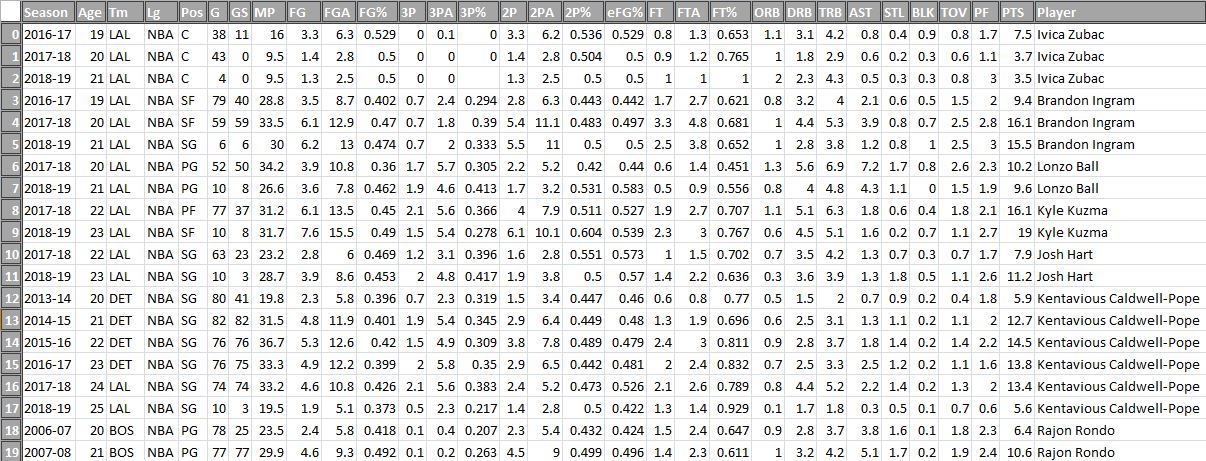 Season Age Tm Lg Pos G GS MP FG FGA FG% 3P 3PA 3P% 2P 2PA 2P% eFG% FT FTA FT% ORB DRB TRB AST STL BLK TOV PF PTS Player
0 2016-17 19 LAL NBA C 38 11 16 3.3 6.3 0.529 0 0.1 0 3.3 6.2 0.536 0.529 0.8 1.3 0.653 1.1 3.1 4.2 0.8 0.4 0.9 0.8 1.7 7.5 Ivica Zubac
1 2017-18 20 LAL NBA C 43 0 9.5 1.4 2.8 0.5 0 0 0 1.4 2.8 0.504 0.5 0.9 1.2 0.765 1 1.8 2.9 0.6 0.2 0.3 0.6 1.1 3.7 Ivica Zubac
2 2018-19 21 LAL NBA C 4 0 9.5 1.3 2.5 0.5 0 0 1.3 2.5 0.5 0.5 1 1 1 2 2.3 4.3 0.5 0.3 0.3 0.8 3 3.5 Ivica Zubac
3 2016-17 19 LAL NBA SF 79 40 28.8 3.5 8.7 0.402 0.7 2.4 0.294 2.8 6.3 0.443 0.442 1.7 2.7 0.621 0.8 3.2 4 2.1 0.6 0.5 1.5 2 9.4 Brandon Ingram
4 2017-18 20 LAL NBA SF 59 59 33.5 6.1 12.9 0.47 0.7 1.8 0.39 5.4 11.1 0.483 0.497 3.3 4.8 0.681 1 4.4 5.3 3.9 0.8 0.7 2.5 2.8 16.1 Brandon Ingram
5 2018-19 21 LAL NBA SG 6 6 30 6.2 13 0.474 0.7 2 0.333 5.5 11 0.5 0.5 2.5 3.8 0.652 1 2.8 3.8 1.2 0.8 1 2.5 3 15.5 Brandon Ingram
6 2017-18 20 LAL NBA PG 52 50 34.2 3.9 10.8 0.36 1.7 5.7 0.305 2.2 5.2 0.42 0.44 0.6 1.4 0.451 1.3 5.6 6.9 7.2 1.7 0.8 2.6 2.3 10.2 Lonzo Ball
7 2018-19 21 LAL NBA PG 10 8 26.6 3.6 7.8 0.462 1.9 4.6 0.413 1.7 3.2 0.531 0.583 0.5 0.9 0.556 0.8 4 4.8 4.3 1.1 0 1.5 1.9 9.6 Lonzo Ball
8 2017-18 22 LAL NBA PF 77 37 31.2 6.1 13.5 0.45 2.1 5.6 0.366 4 7.9 0.511 0.527 1.9 2.7 0.707 1.1 5.1 6.3 1.8 0.6 0.4 1.8 2.1 16.1 Kyle Kuzma
9 2018-19 23 LAL NBA SF 10 8 31.7 7.6 15.5 0.49 1.5 5.4 0.278 6.1 10.1 0.604 0.539 2.3 3 0.767 0.6 4.5 5.1 1.6 0.2 0.7 1.1 2.7 19 Kyle Kuzma
10 2017-18 22 LAL NBA SG 63 23 23.2 2.8 6 0.469 1.2 3.1 0.396 1.6 2.8 0.551 0.573 1 1.5 0.702 0.7 3.5 4.2 1.3 0.7 0.3 0.7 1.7 7.9 Josh Hart
11 2018-19 23 LAL NBA SG 10 3 28.7 3.9 8.6 0.453 2 4.8 0.417 1.9 3.8 0.5 0.57 1.4 2.2 0.636 0.3 3.6 3.9 1.3 1.8 0.5 1.1 2.6 11.2 Josh Hart
12 2013-14 20 DET NBA SG 80 41 19.8 2.3 5.8 0.396 0.7 2.3 0.319 1.5 3.4 0.447 0.46 0.6 0.8 0.77 0.5 1.5 2 0.7 0.9 0.2 0.4 1.8 5.9 Kentavious Caldwell-Pope
13 2014-15 21 DET NBA SG 82 82 31.5 4.8 11.9 0.401 1.9 5.4 0.345 2.9 6.4 0.449 0.48 1.3 1.9 0.696 0.6 2.5 3.1 1.3 1.1 0.2 1.1 2 12.7 Kentavious Caldwell-Pope
14 2015-16 22 DET NBA SG 76 76 36.7 5.3 12.6 0.42 1.5 4.9 0.309 3.8 7.8 0.489 0.479 2.4 3 0.811 0.9 2.8 3.7 1.8 1.4 0.2 1.4 2.2 14.5 Kentavious Caldwell-Pope
15 2016-17 23 DET NBA SG 76 75 33.3 4.9 12.2 0.399 2 5.8 0.35 2.9 6.5 0.442 0.481 2 2.4 0.832 0.7 2.5 3.3 2.5 1.2 0.2 1.1 1.6 13.8 Kentavious Caldwell-Pope
16 2017-18 24 LAL NBA SG 74 74 33.2 4.6 10.8 0.426 2.1 5.6 0.383 2.4 5.2 0.473 0.526 2.1 2.6 0.789 0.8 4.4 5.2 2.2 1.4 0.2 1.3 2 13.4 Kentavious Caldwell-Pope
17 2018-19 25 LAL NBA SG 10 3 19.5 1.9 5.1 0.373 0.5 2.3 0.217 1.4 2.8 0.5 0.422 1.3 1.4 0.929 0.1 1.7 1.8 0.3 0.5 0.1 0.7 0.6 5.6 Kentavious Caldwell-Pope
18 2006-07 20 BOS NBA PG 78 25 23.5 2.4 5.8 0.418 0.1 0.4 0.207 2.3 5.4 0.432 0.424 1.5 2.4 0.647 0.9 2.8 3.7 3.8 1.6 0.1 1.8 2.3 6.4 Rajon Rondo
19 2007-08 21 BOS NBA PG 77 77 29.9 4.6 9.3 0.492 0.1 0.2 0.263 4.5 9 0.499 0.496 1.4 2.3 0.611 1 3.2 4.2 5.1 1.7 0.2 1.9 2.4 10.6 Rajon Rondo